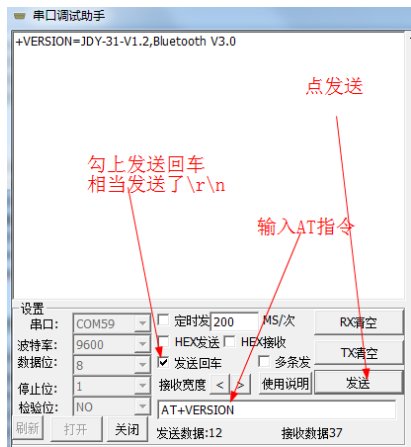 串口调试助手
+VERSION=JDY-31-V1.2,Bluetooth V3.0
点发送
勾上发送回车
相当发送了\r\n
输入AT指令
设置
串口: COM59 定时发 200 MS/次 RX清空
波特率: 9600 HEX发送 HEX接收 TX清空
数据位: 8 发送回车 多条发
停止位: 1 接收宽度 < > 使用说明 发送
检验位: NO AT+VERSION
刷新 打开 关闭 发送数据:12 接收数据37